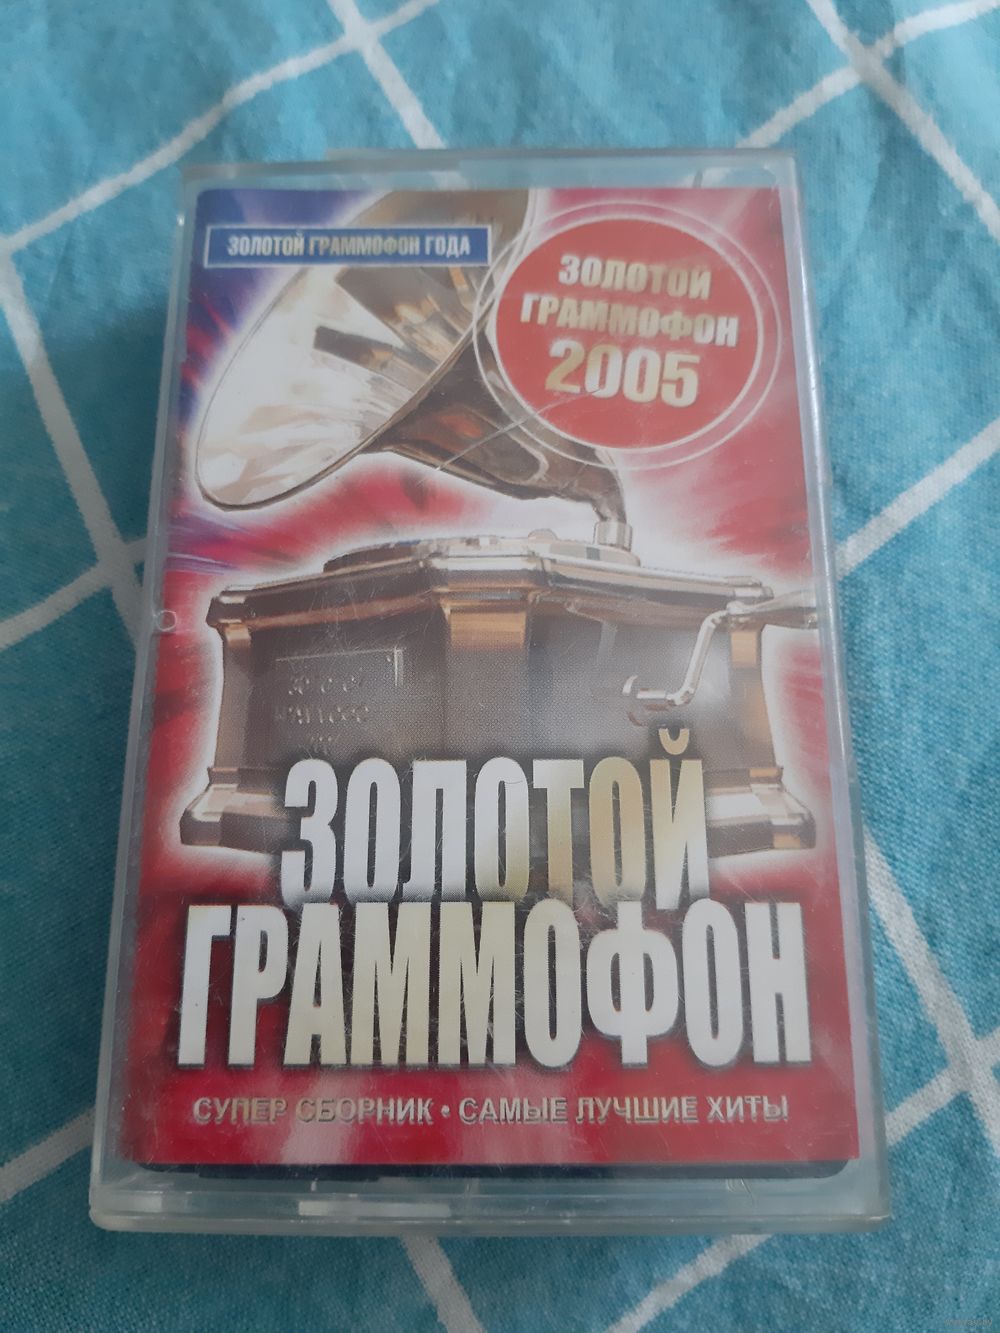 ЗОЛОТОЙ ГРАММОФОН ГОДА
ЗОЛОТОЙ
ГРАММОФОН
2005
ЗОЛОТОЙ
ГРАММОФОН
СУПЕР СБОРНИК • САМЫЕ ЛУЧШИЕ ХИТЫ